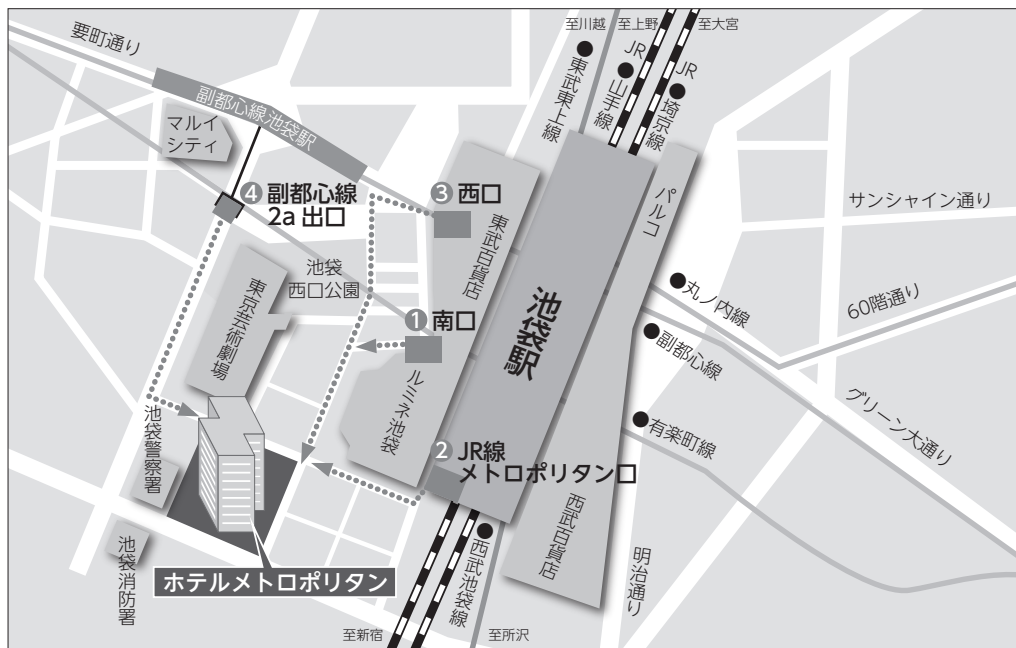 至川越
至上野
至大宮
要町通り
JR
JR
東武東上線
山手線
埼京線
副都心線池袋駅
マルイ
シティ
④ 副都心線
2a 出口
③ 西口
東武百貨店
パルコ
サンシャイン通り
池袋
西口公園
東京芸術劇場
① 南口
ルミネ池袋
池袋駅
丸ノ内線
60階通り
副都心線
グリーン大通り
有楽町線
② JR線
メトロポリタン口
池袋警察署
西武百貨店
西武池袋線
明治通り
池袋消防署
ホテルメトロポリタン
至新宿
至所沢